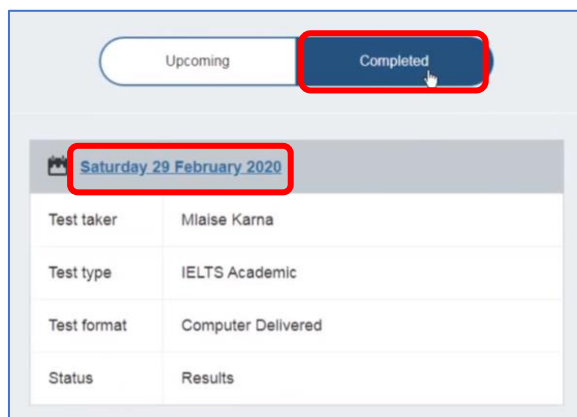 Upcoming Completed
Saturday 29 February 2020
Test taker Mlaise Karna
Test type IELTS Academic
Test format Computer Delivered
Status Results